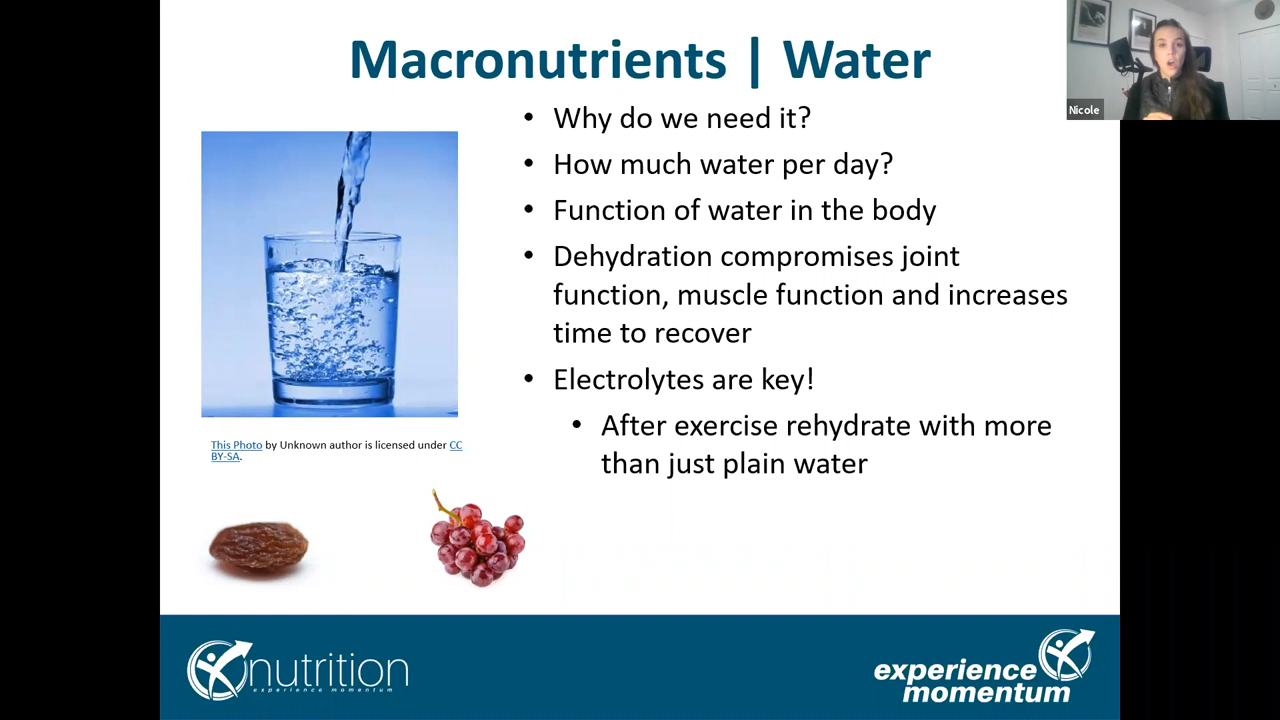 Macronutrients | Water
Nicole
• Why do we need it?
• How much water per day?
• Function of water in the body
• Dehydration compromises joint
function, muscle function and increases
time to recover
• Electrolytes are key!
• After exercise rehydrate with more
than just plain water
This Photo by Unknown author is licensed under CC
BY-SA.
nutrition
experience momentum
experience
momentum